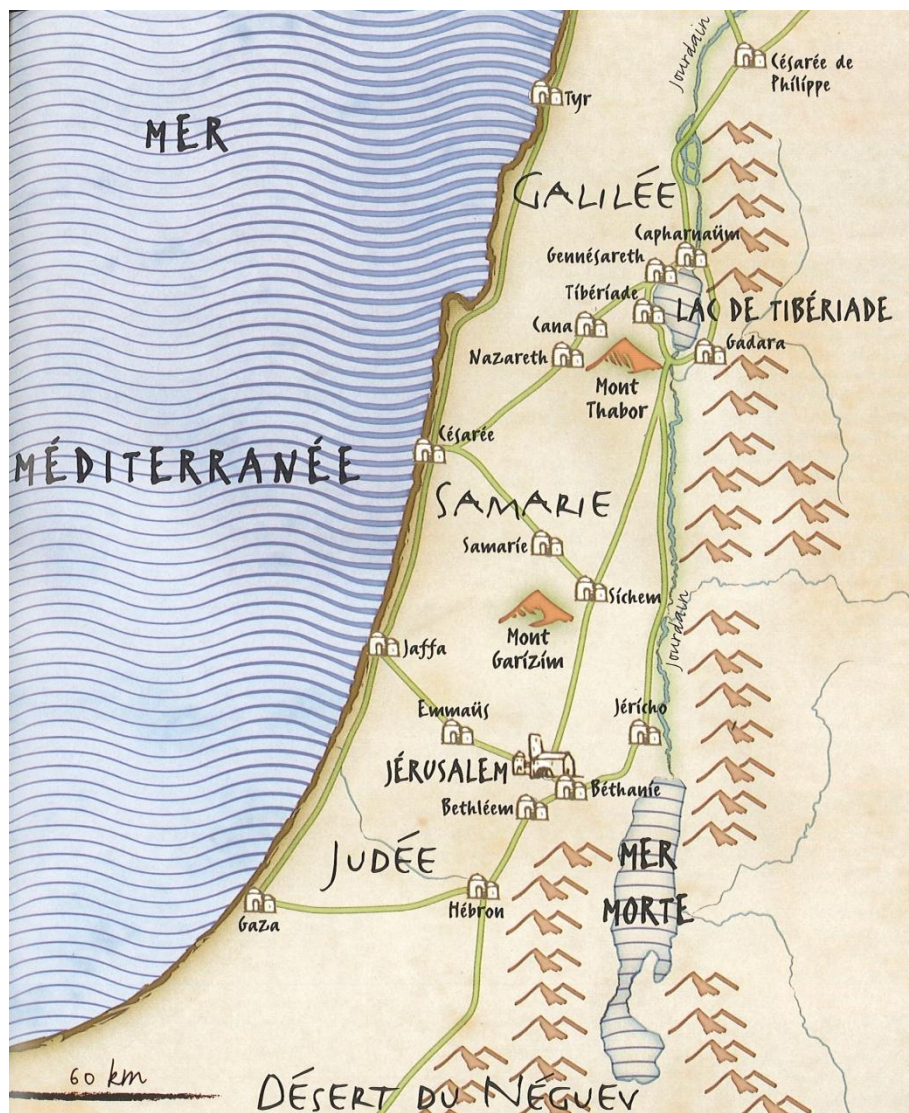 Jourdain
Césarée de
Philippe
Tyr
MER
GALILÉE
Capharnaüm
Gennésareth
Tibériade
LAC DE TIBÉRIADE
Cana
Gadara
Nazareth
Mont
Thabor
Césarée
MÉDITERRANÉE
SAMARIE
Samarie
Sichem
Jourdain
Mont
Garizim
Jaffa
Emmaüs
Jéricho
JÉRUSALEM
Béthanie
Bethléem
JUDÉE
MER
MORTE
Hébron
Gaza
60 km
DÉSERT DU NÉGUEV